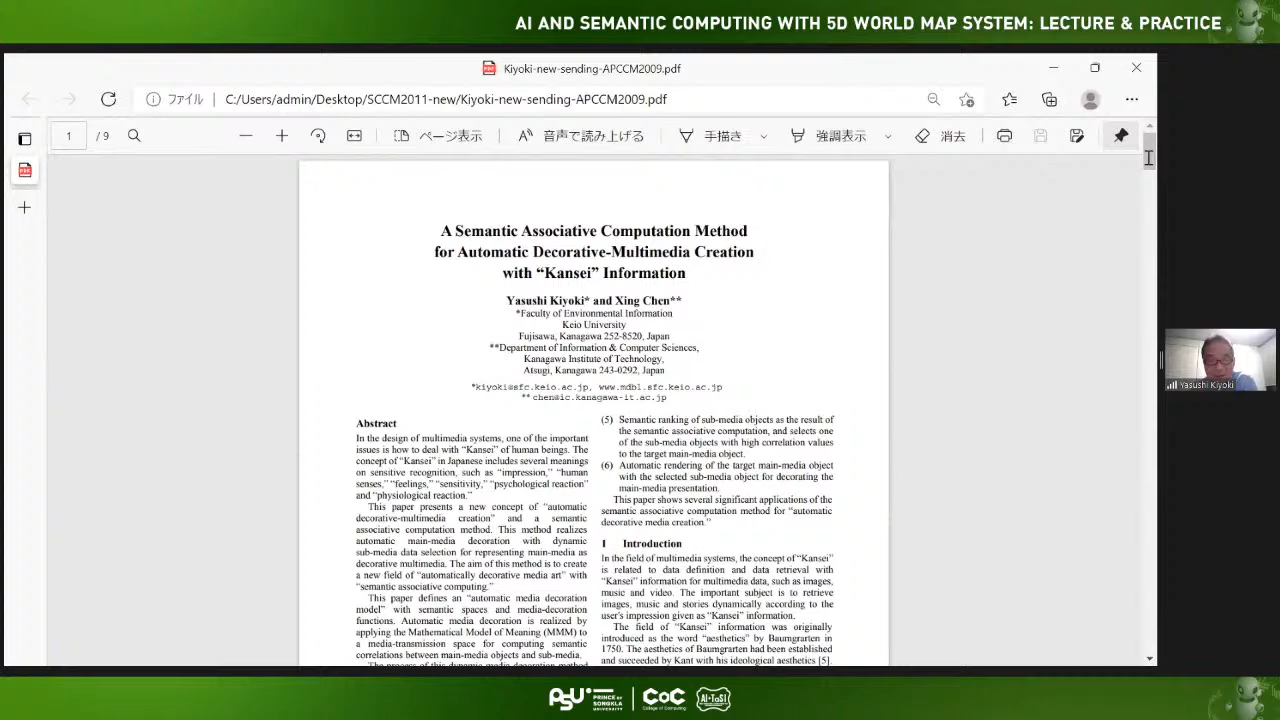 AI AND SEMANTIC COMPUTING WITH 5D WORLD MAP SYSTEM: LECTURE & PRACTICE
Kiyoki-new-sending-APCCM2009.pdf
ファイル | C:/Users/admin/Desktop/SCCM2011-new/Kiyoki-new-sending-APCCM2009.pdf
1 / 9 ページ表示 音声で読み上げる 手描き 強調表示 消去
A Semantic Associative Computation Method
for Automatic Decorative-Multimedia Creation
with “Kansei” Information
Yasushi Kiyoki* and Xing Chen**
*Faculty of Environmental Information
Keio University
Fujisawa, Kanagawa 252-8520, Japan
**Department of Information & Computer Sciences,
Kanagawa Institute of Technology,
Atsugi, Kanagawa 243-0292, Japan
*kiyoki@sfc.keio.ac.jp, www.mdbl.sfc.keio.ac.jp
**chen@ic.kanagawa-it.ac.jp
Abstract
In the design of multimedia systems, one of the important
issues is how to deal with “Kansei” of human beings. The
concept of “Kansei” in Japanese includes several meanings
on sensitive recognition, such as “impression,” “human
senses,” “feelings,” “sensitivity,” “psychological reaction”
and “physiological reaction.”
This paper presents a new concept of “automatic
decorative-multimedia creation” and a semantic
associative computation method. This method realizes
automatic main-media decoration with dynamic
sub-media data selection for representing main-media as
decorative multimedia. The aim of this method is to create
a new field of “automatically decorative media art” with
“semantic associative computing.”
This paper defines an “automatic media decoration
model” with semantic spaces and media-decoration
functions. Automatic media decoration is realized by
applying the Mathematical Model of Meaning (MMM) to
a media-transmission space for computing semantic
correlations between main-media objects and sub-media.
The process of this dynamic media decoration method
(5) Semantic ranking of sub-media objects as the result of
the semantic associative computation, and selects one
of the sub-media objects with high correlation values
to the target main-media object.
(6) Automatic rendering of the target main-media object
with the selected sub-media object for decorating the
main-media presentation.
This paper shows several significant applications of the
semantic associative computation method for “automatic
decorative media creation.”
1 Introduction
In the field of multimedia systems, the concept of “Kansei”
is related to data definition and data retrieval with
“Kansei” information for multimedia data, such as images,
music and video. The important subject is to retrieve
images, music and stories dynamically according to the
user's impression given as “Kansei” information.
The field of “Kansei” information was originally
introduced as the word “aesthetics” by Baumgarten in
1750. The aesthetics of Baumgarten had been established
and succeeded by Kant with his ideological aesthetics [5].
Yasushi Kiyoki
PSU PRINCE OF SONGKLA UNIVERSITY
CoC College of Computing
AI-TaSI